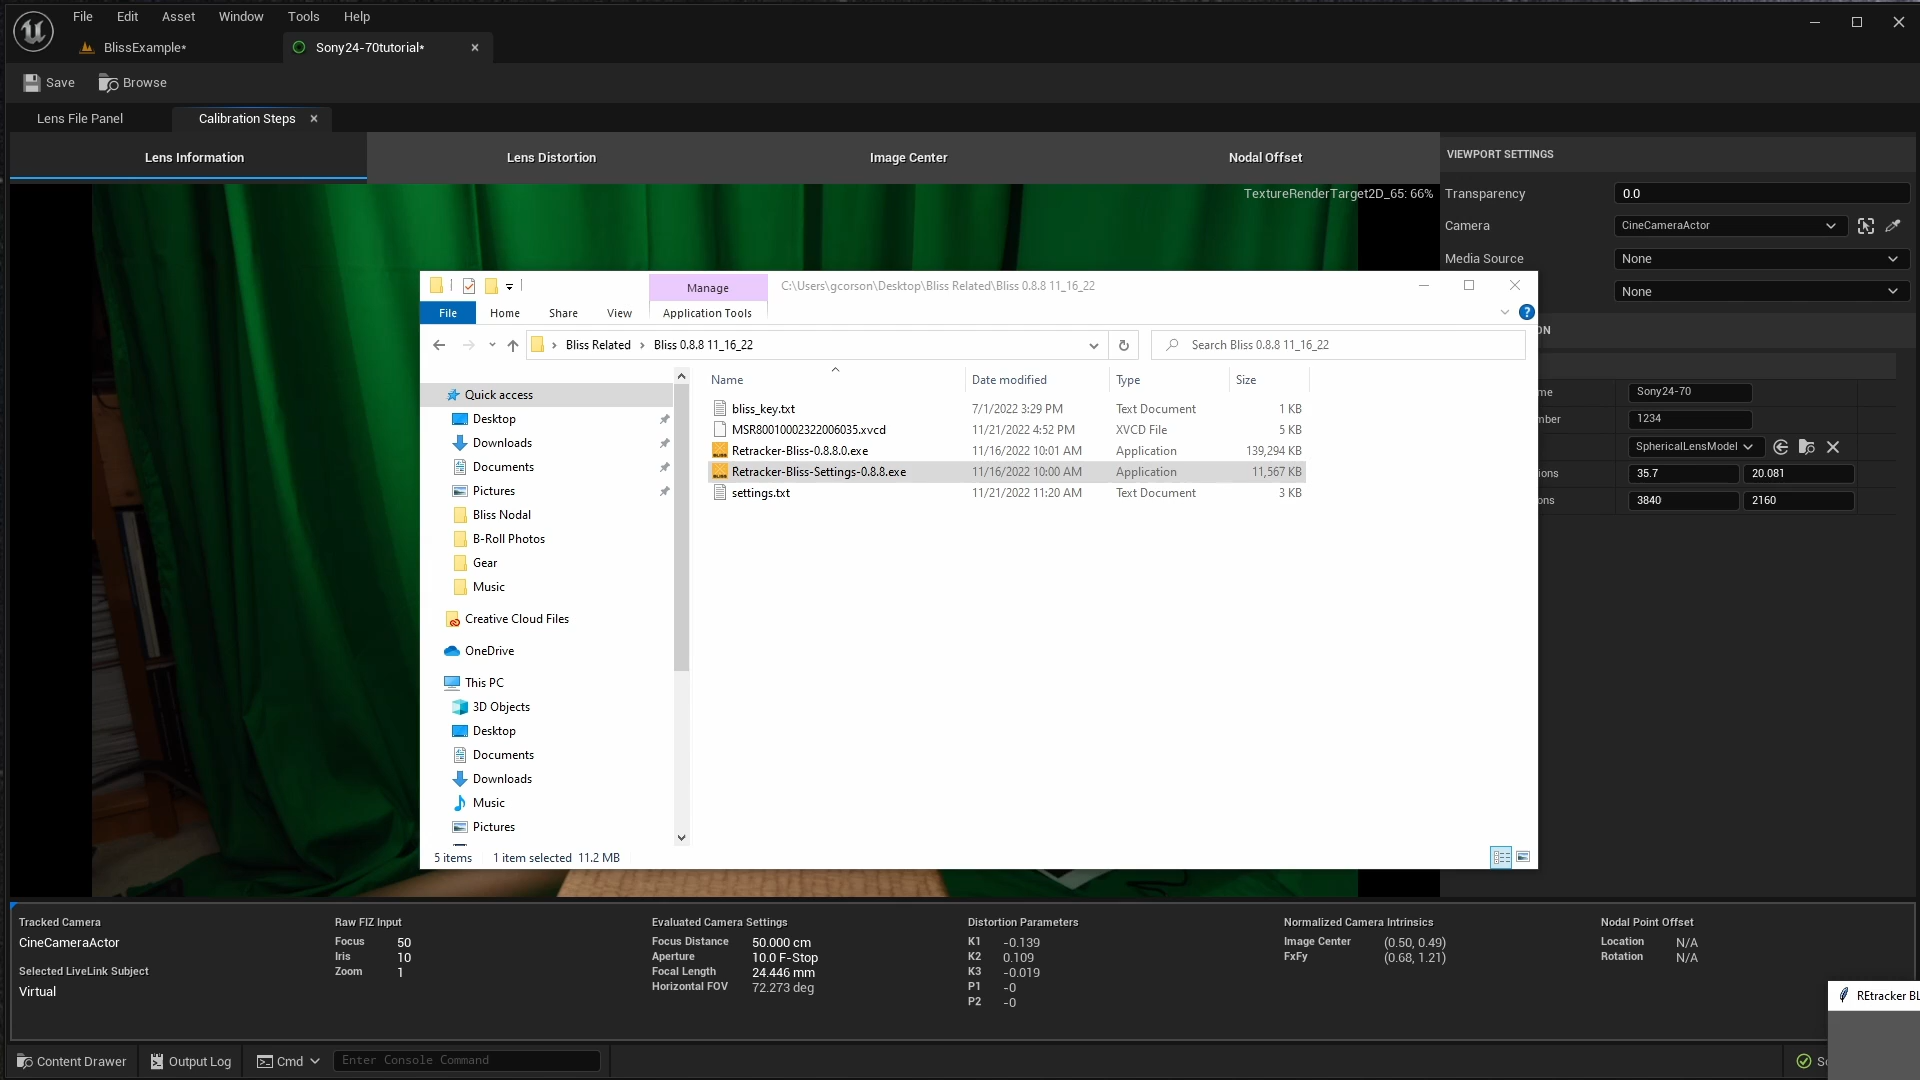 File Edit Asset Window Tools Help
BlissExample*
Sony24-70tutorial*
Save
Browse
Lens File Panel
Calibration Steps
Lens Information
Lens Distortion
Image Center
Nodal Offset
TextureRenderTarget2D_65: 66%
VIEWPORT SETTINGS
Transparency
0.0
Camera
CineCameraActor
Media Source
None
None
Sony24-70
1234
SphericalLensModel
35.7
20.081
3840
2160
Manage
C:\Users\gcorson\Desktop\Bliss Related\Bliss 0.8.8 11_16_22
File Home Share View Application Tools
Bliss Related
Bliss 0.8.8 11_16_22
Search Bliss 0.8.8 11_16_22
Quick access
Desktop
Downloads
Documents
Pictures
Bliss Nodal
B-Roll Photos
Gear
Music
Creative Cloud Files
OneDrive
This PC
3D Objects
Desktop
Documents
Downloads
Music
Pictures
Name Date modified Type Size
bliss_key.txt 7/1/2022 3:29 PM Text Document 1 KB
MSR80010002322006035.xvcd 11/21/2022 4:52 PM XVCD File 5 KB
Retracker-Bliss-0.8.8.0.exe 11/16/2022 10:01 AM Application 139,294 KB
Retracker-Bliss-Settings-0.8.8.exe 11/16/2022 10:00 AM Application 11,567 KB
settings.txt 11/21/2022 11:20 AM Text Document 3 KB
5 items 1 item selected 11.2 MB
Tracked Camera
CineCameraActor
Selected LiveLink Subject
Virtual
Raw FIZ Input
Focus 50
Iris 10
Zoom 1
Evaluated Camera Settings
Focus Distance 50.000 cm
Aperture 10.0 F-Stop
Focal Length 24.446 mm
Horizontal FOV 72.273 deg
Distortion Parameters
K1 -0.139
K2 0.109
K3 -0.019
P1 -0
P2 -0
Normalized Camera Intrinsics
Image Center (0.50, 0.49)
FxFy (0.68, 1.21)
Nodal Point Offset
Location N/A
Rotation N/A
REtracker BL
Content Drawer
Output Log
Cmd
Enter Console Command